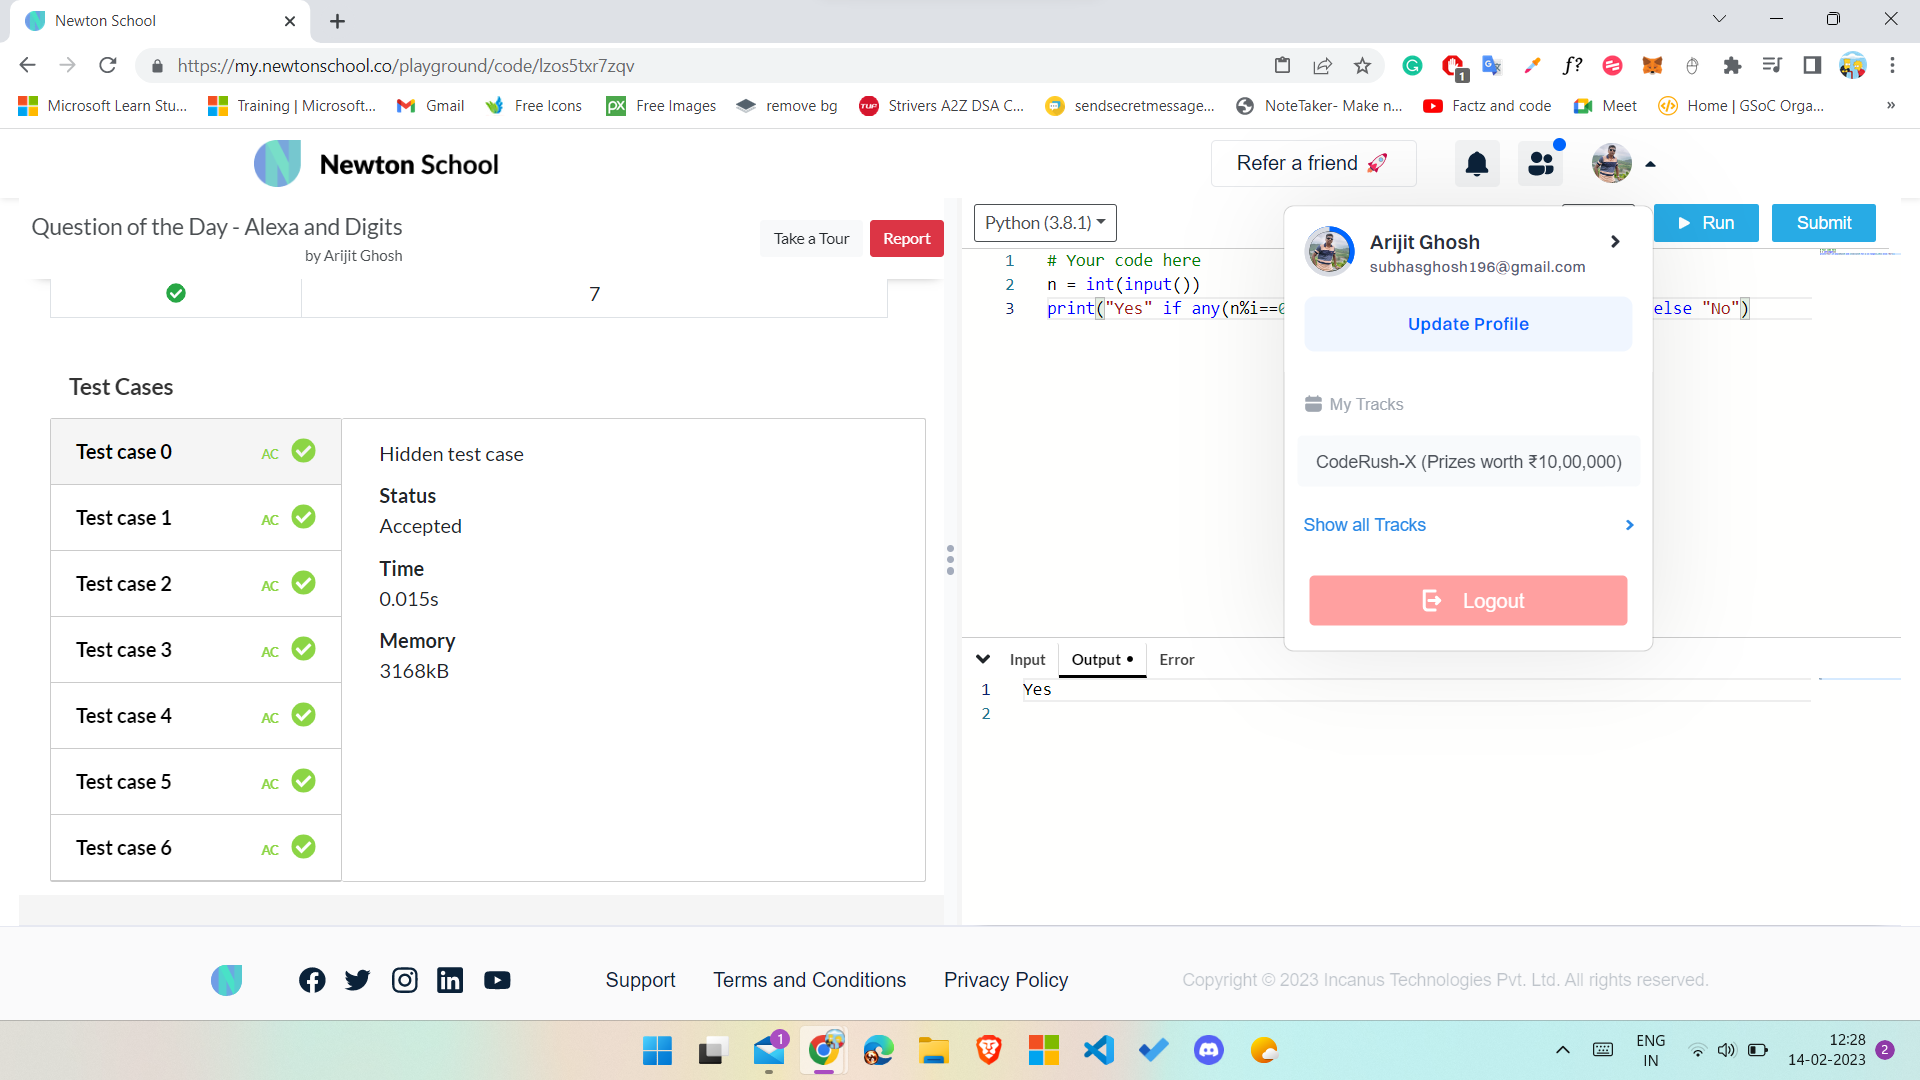 Newton School
https://my.newtonschool.co/playground/code/lzos5txr7zqv
1
f?
Microsoft Learn Stu...
Training | Microsoft...
Gmail
Free Icons
Free Images
remove bg
Strivers A2Z DSA C...
sendsecretmessage...
NoteTaker- Make n...
Factz and code
Meet
Home | GSoC Orga...
»
Newton School
Refer a friend 🚀
Question of the Day - Alexa and Digits
by Arijit Ghosh
Take a Tour
Report
7
Test Cases
Test case 0 AC
Test case 1 AC
Test case 2 AC
Test case 3 AC
Test case 4 AC
Test case 5 AC
Test case 6 AC
Hidden test case
Status
Accepted
Time
0.015s
Memory
3168kB
Python (3.8.1)
Run
Submit
1 # Your code here
2 n = int(input())
3 print("Yes" if any(n%i==0 else "No")
Arijit Ghosh
subhasghosh196@gmail.com
Update Profile
My Tracks
CodeRush-X (Prizes worth ₹10,00,000)
Show all Tracks
Logout
Input
Output •
Error
1 Yes
2
Support
Terms and Conditions
Privacy Policy
Copyright © 2023 Incanus Technologies Pvt. Ltd. All rights reserved.
1
ENG
IN
12:28
14-02-2023
2